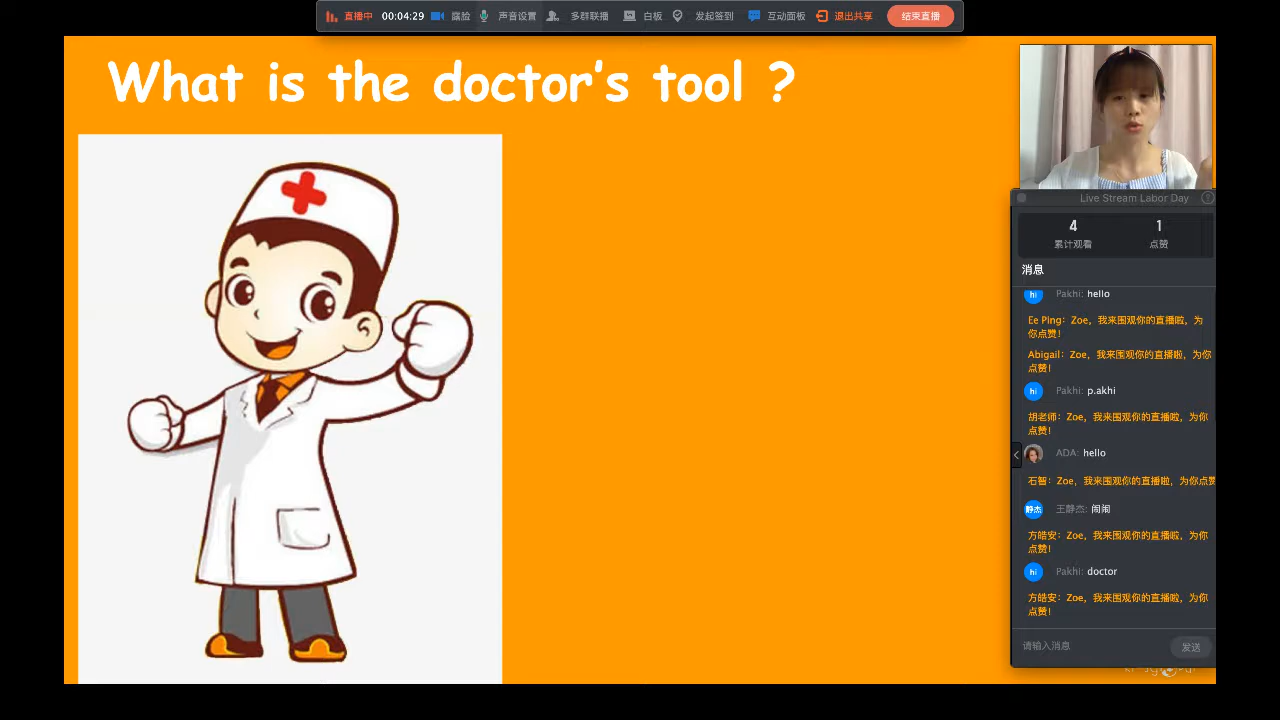 直播中 00:04:29 露脸 声音设置 多群联播 白板 发起签到 互动面板 退出共享 结束直播
What is the doctor's tool ?
Live Stream Labor Day
4 1
累计观看 点赞
消息
hi Pakhi: hello
Ee Ping: Zoe，我来围观你的直播啦，为
你点赞！
Abigail: Zoe，我来围观你的直播啦，为你
点赞！
hi Pakhi: p.akhi
胡老师: Zoe，我来围观你的直播啦，为你
点赞！
ADA: hello
石智: Zoe，我来围观你的直播啦，为你点赞
静杰 王静杰: 闹闹
方皓安: Zoe，我来围观你的直播啦，为你
点赞！
hi Pakhi: doctor
方皓安: Zoe，我来围观你的直播啦，为你
点赞！
请输入消息 发送